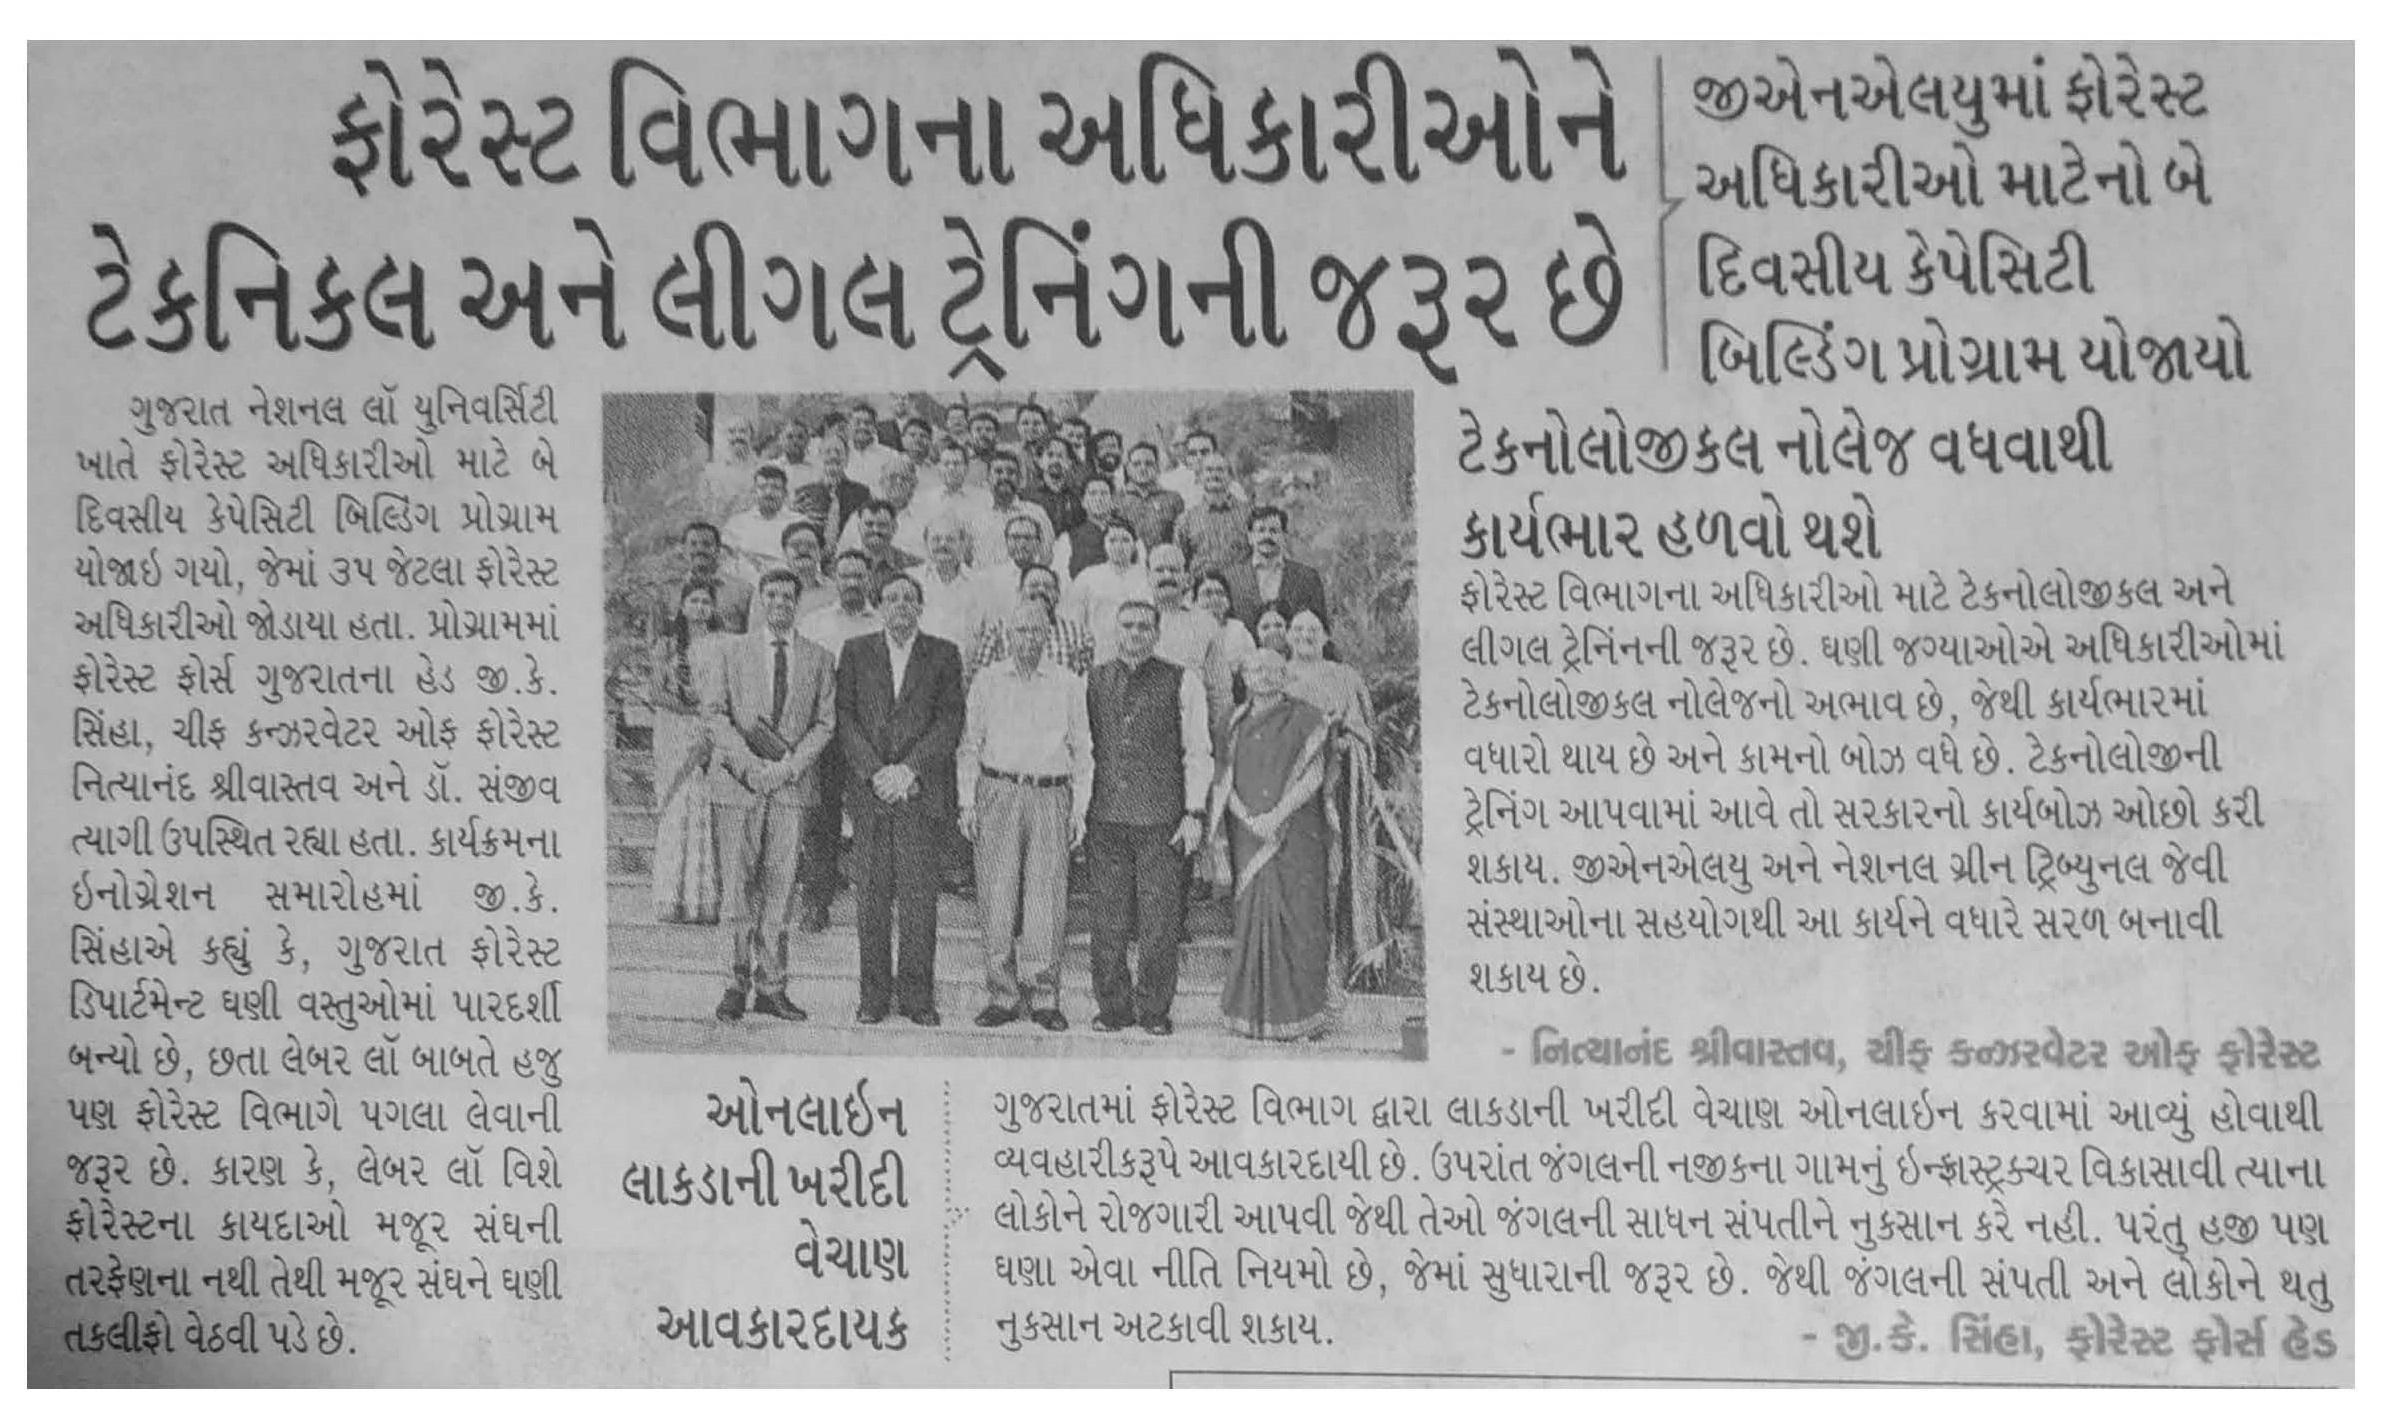 ફોરેસ્ટ વિભાગના અધિકારીઓને
ટેકનિકલ અને લીગલ ટ્રેનિંગની જરૂર છે
જીએનએલયુમાં ફોરેસ્ટ
અધિકારીઓ માટેનો બે
દિવસીય કેપેસિટી
બિલ્ડિંગ પ્રોગ્રામ યોજાયો
ગુજરાત નેશનલ લૉ યુનિવર્સિટી
ખાતે ફોરેસ્ટ અધિકારીઓ માટે બે
દિવસીય કેપેસિટી બિલ્ડિંગ પ્રોગ્રામ
યોજાઇ ગયો, જેમાં ૩૫ જેટલા ફોરેસ્ટ
અધિકારીઓ જોડાયા હતા. પ્રોગ્રામમાં
ફોરેસ્ટ ફોર્સ ગુજરાતના હેડ જી.કે.
સિંહા, ચીફ કન્ઝરવેટર ઓફ ફોરેસ્ટ
નિત્યાનંદ શ્રીવાસ્તવ અને ડૉ. સંજીવ
ત્યાગી ઉપસ્થિત રહ્યા હતા. કાર્યક્રમના
ઇનોગ્રેશન સમારોહમાં જી.કે.
સિંહાએ કહ્યું કે, ગુજરાત ફોરેસ્ટ
ડિપાર્ટમેન્ટ ઘણી વસ્તુઓમાં પારદર્શી
બન્યો છે, છતા લેબર લૉ બાબતે હજુ
પણ ફોરેસ્ટ વિભાગે પગલા લેવાની
જરૂર છે. કારણ કે, લેબર લૉ વિશે
ફોરેસ્ટના કાયદાઓ મજૂર સંઘની
તરફેણના નથી તેથી મજૂર સંઘને ઘણી
તકલીફો વેઠવી પડે છે.
ટેકનોલોજીકલ નોલેજ વધવાથી
કાર્યભાર હળવો થશે
ફોરેસ્ટ વિભાગના અધિકારીઓ માટે ટેકનોલોજીકલ અને
લીગલ ટ્રેનિંનની જરૂર છે. ઘણી જગ્યાઓએ અધિકારીઓમાં
ટેકનોલોજીકલ નોલેજનો અભાવ છે, જેથી કાર્યભારમાં
વધારો થાય છે અને કામનો બોઝ વધે છે. ટેકનોલોજીની
ટ્રેનિંગ આપવામાં આવે તો સરકારનો કાર્યબોઝ ઓછો કરી
શકાય. જીએનએલયુ અને નેશનલ ગ્રીન ટ્રિબ્યુનલ જેવી
સંસ્થાઓના સહયોગથી આ કાર્યને વધારે સરળ બનાવી
શકાય છે.
- નિત્યાનંદ શ્રીવાસ્તવ, ચીફ કન્ઝરવેટર ઓફ ફોરેસ્ટ
ઓનલાઇન
લાકડાની ખરીદી
વેચાણ
આવકારદાયક
ગુજરાતમાં ફોરેસ્ટ વિભાગ દ્વારા લાકડાની ખરીદી વેચાણ ઓનલાઇન કરવામાં આવ્યું હોવાથી
વ્યવહારીકરૂપે આવકારદાયી છે. ઉપરાંત જંગલની નજીકના ગામનું ઇન્ફ્રાસ્ટ્રક્ચર વિકાસાવી ત્યાના
લોકોને રોજગારી આપવી જેથી તેઓ જંગલની સાધન સંપતીને નુકસાન કરે નહી. પરંતુ હજી પણ
ઘણા એવા નીતિ નિયમો છે, જેમાં સુધારાની જરૂર છે. જેથી જંગલની સંપતી અને લોકોને થતુ
નુકસાન અટકાવી શકાય.
- જી.કે. સિંહા, ફોરેસ્ટ ફોર્સ હેડ